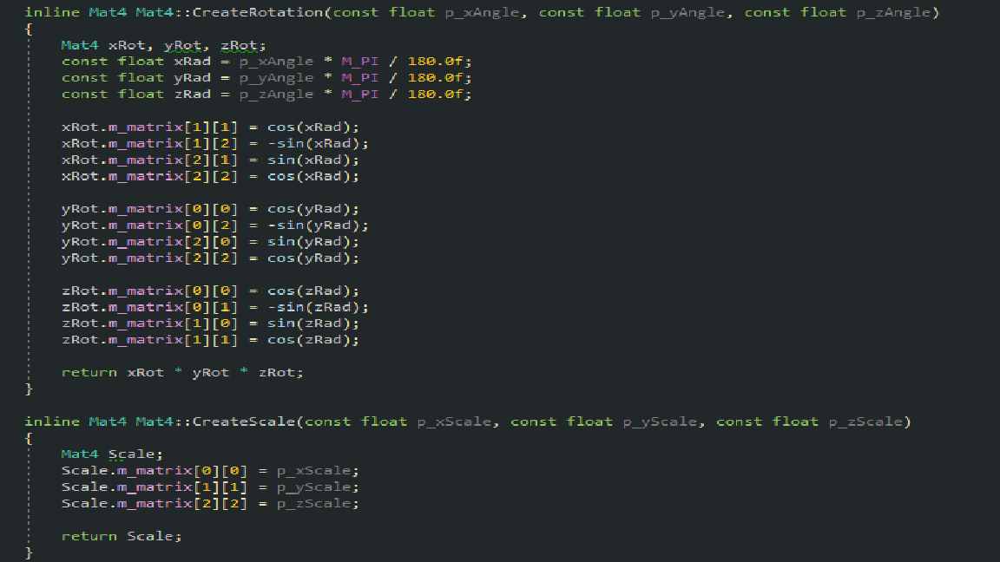 inline Mat4 Mat4::CreateRotation(const float p_xAngle, const float p_yAngle, const float p_zAngle)
{
Mat4 xRot, yRot, zRot;
const float xRad = p_xAngle * M_PI / 180.0f;
const float yRad = p_yAngle * M_PI / 180.0f;
const float zRad = p_zAngle * M_PI / 180.0f;
xRot.m_matrix[1][1] = cos(xRad);
xRot.m_matrix[1][2] = -sin(xRad);
xRot.m_matrix[2][1] = sin(xRad);
xRot.m_matrix[2][2] = cos(xRad);
yRot.m_matrix[0][0] = cos(yRad);
yRot.m_matrix[0][2] = -sin(yRad);
yRot.m_matrix[2][0] = sin(yRad);
yRot.m_matrix[2][2] = cos(yRad);
zRot.m_matrix[0][0] = cos(zRad);
zRot.m_matrix[0][1] = -sin(zRad);
zRot.m_matrix[1][0] = sin(zRad);
zRot.m_matrix[1][1] = cos(zRad);
return xRot * yRot * zRot;
}
inline Mat4 Mat4::CreateScale(const float p_xScale, const float p_yScale, const float p_zScale)
{
Mat4 Scale;
Scale.m_matrix[0][0] = p_xScale;
Scale.m_matrix[1][1] = p_yScale;
Scale.m_matrix[2][2] = p_zScale;
return Scale;
}